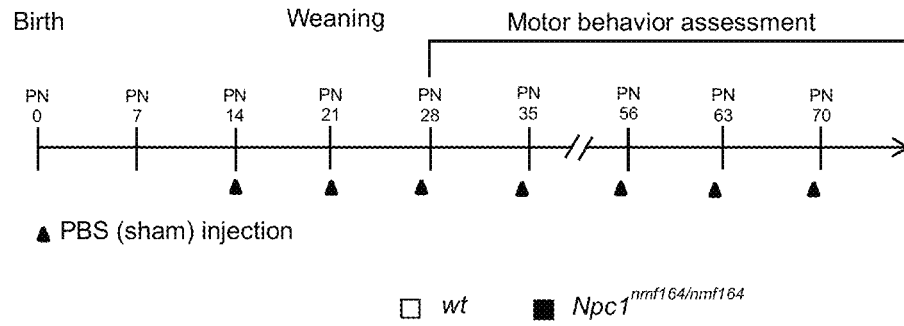 Birth Weaning Motor behavior assessment
PN PN PN PN PN PN PN PN PN
0 7 14 21 28 35 56 63 70
▲ PBS (sham) injection
□ wt ■ Npc1nmf164/nmf164